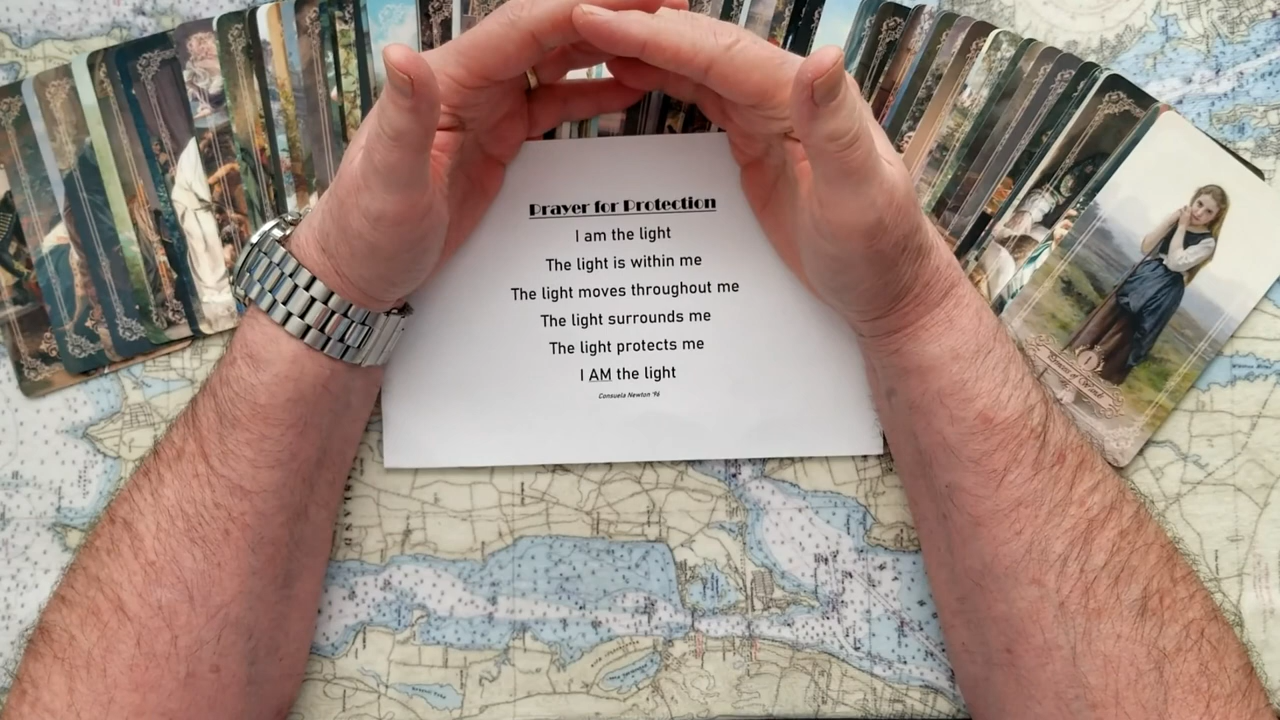 Prayer for Protection
I am the light
The light is within me
The light moves throughout me
The light surrounds me
The light protects me
I AM the light
Consuela Newton '96